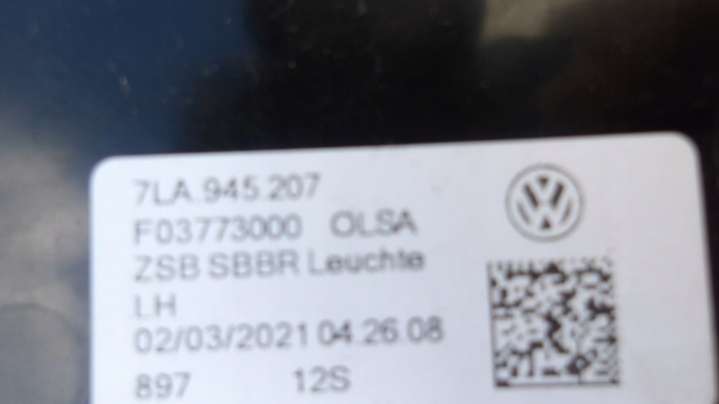 7LA.945.207
F03773000 OLSA
ZSB SBBR Leuchte
LH
02/03/2021 04.26.08
897 12S